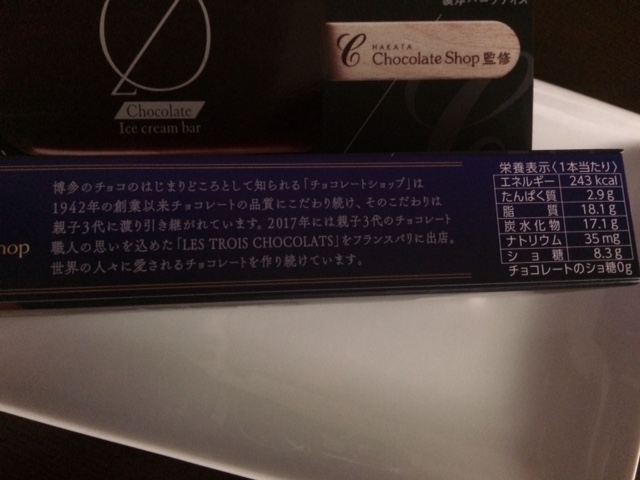 HAKATA
Chocolate Shop 監修
Chocolate
Ice cream bar
hop
博多のチョコのはじまりどころとして知られる「チョコレートショップ」は
1942年の創業以来チョコレートの品質にこだわり続け、そのこだわりは
親子3代に渡り引き継がれています。2017年には親子3代のチョコレート
職人の思いを込めた「LES TROIS CHOCOLATS」をフランスパリに出店。
世界の人々に愛されるチョコレートを作り続けています。
栄養表示〈1本当たり〉
エネルギー 243 kcal
たんぱく質 2.9 g
脂質 18.1 g
炭水化物 17.1 g
ナトリウム 35 mg
ショ糖 8.3 g
チョコレートのショ糖0g